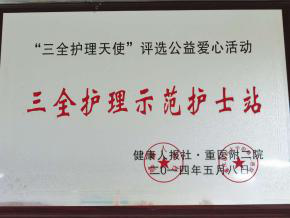 “三全护理天使”评选公益爱心活动
三全护理示范护士站
健康人报社·重医附二院
二〇一四年五月八日